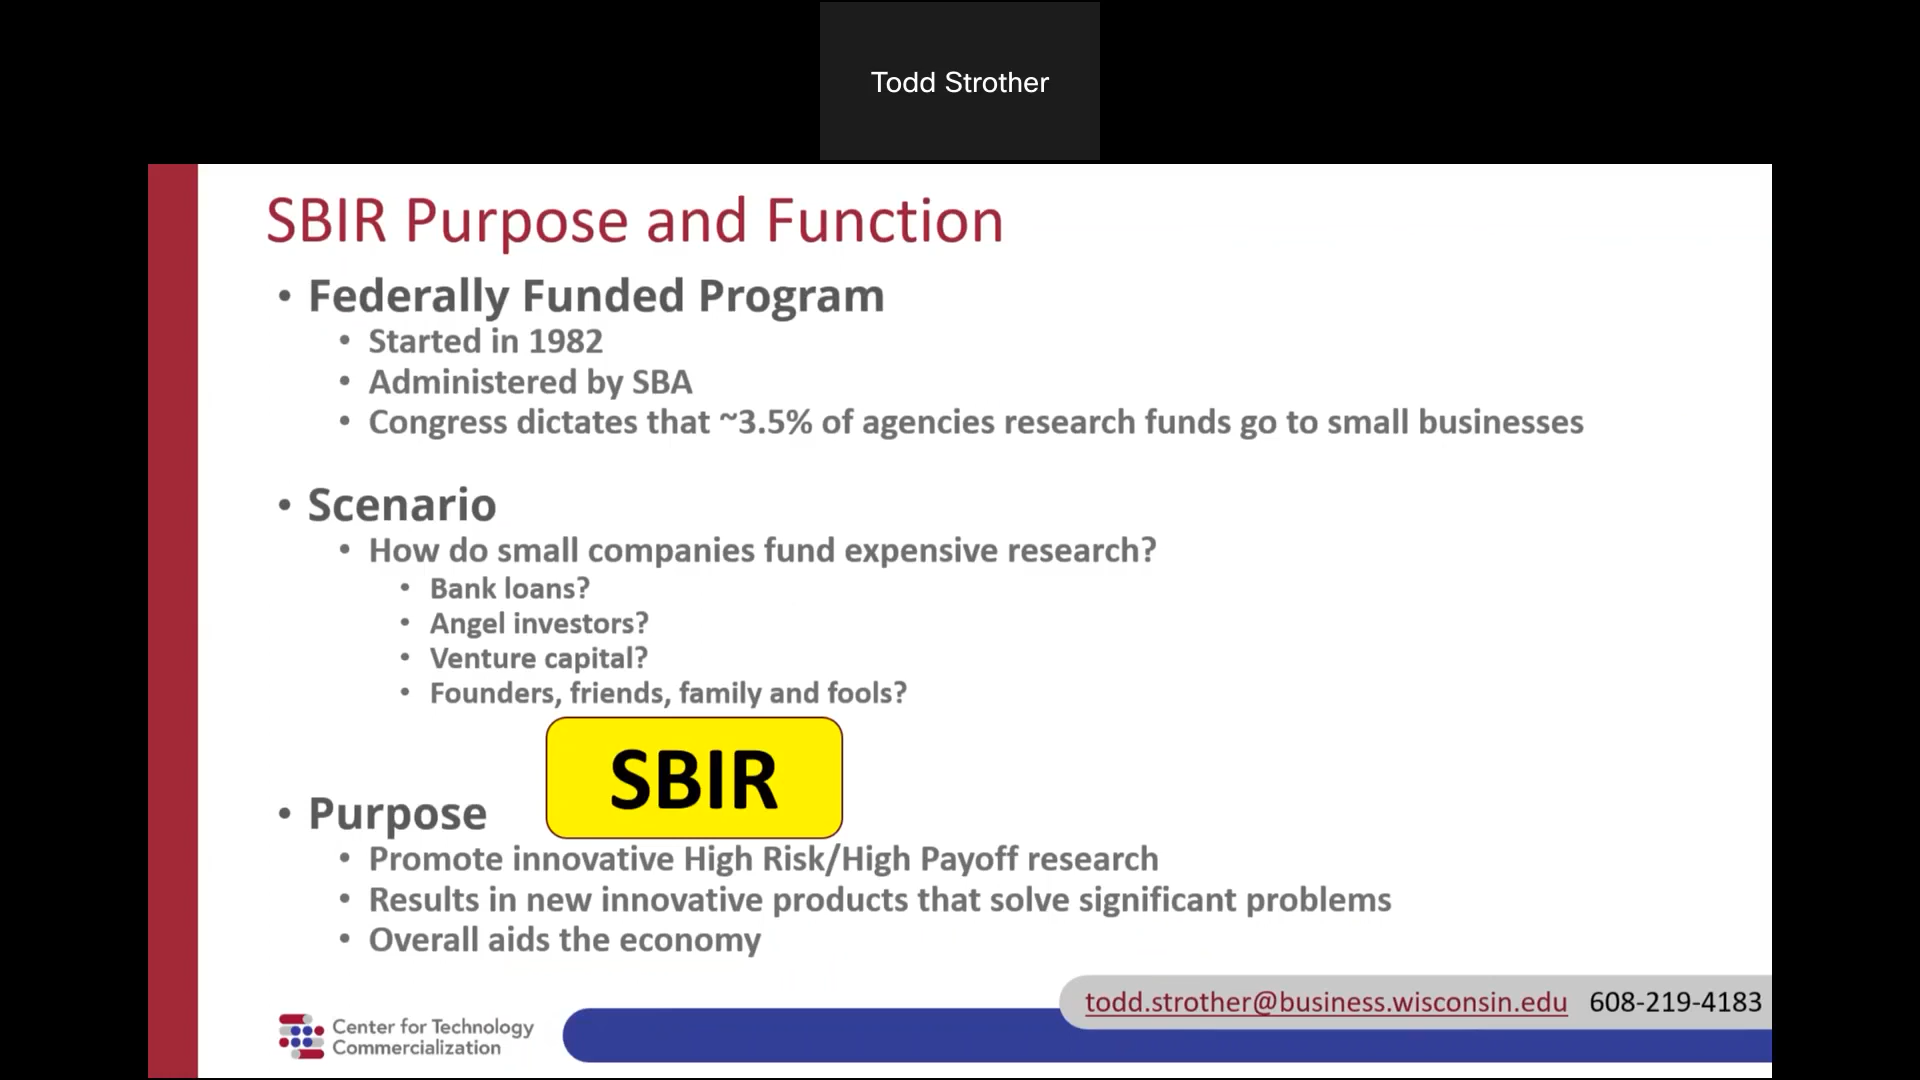 Todd Strother
SBIR Purpose and Function
• Federally Funded Program
• Started in 1982
• Administered by SBA
• Congress dictates that ~3.5% of agencies research funds go to small businesses
• Scenario
• How do small companies fund expensive research?
• Bank loans?
• Angel investors?
• Venture capital?
• Founders, friends, family and fools?
SBIR
• Purpose
• Promote innovative High Risk/High Payoff research
• Results in new innovative products that solve significant problems
• Overall aids the economy
todd.strother@business.wisconsin.edu 608-219-4183
Center for Technology
Commercialization